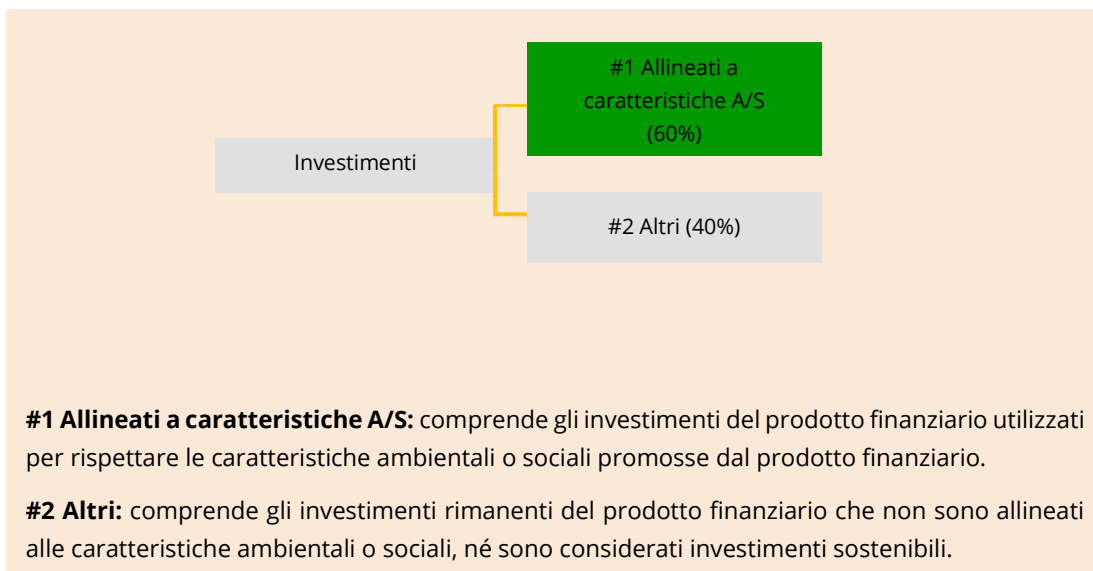 #1 Allineati a
caratteristiche A/S
(60%)
Investimenti
#2 Altri (40%)
#1 Allineati a caratteristiche A/S: comprende gli investimenti del prodotto finanziario utilizzati
per rispettare le caratteristiche ambientali o sociali promosse dal prodotto finanziario.
#2 Altri: comprende gli investimenti rimanenti del prodotto finanziario che non sono allineati
alle caratteristiche ambientali o sociali, né sono considerati investimenti sostenibili.